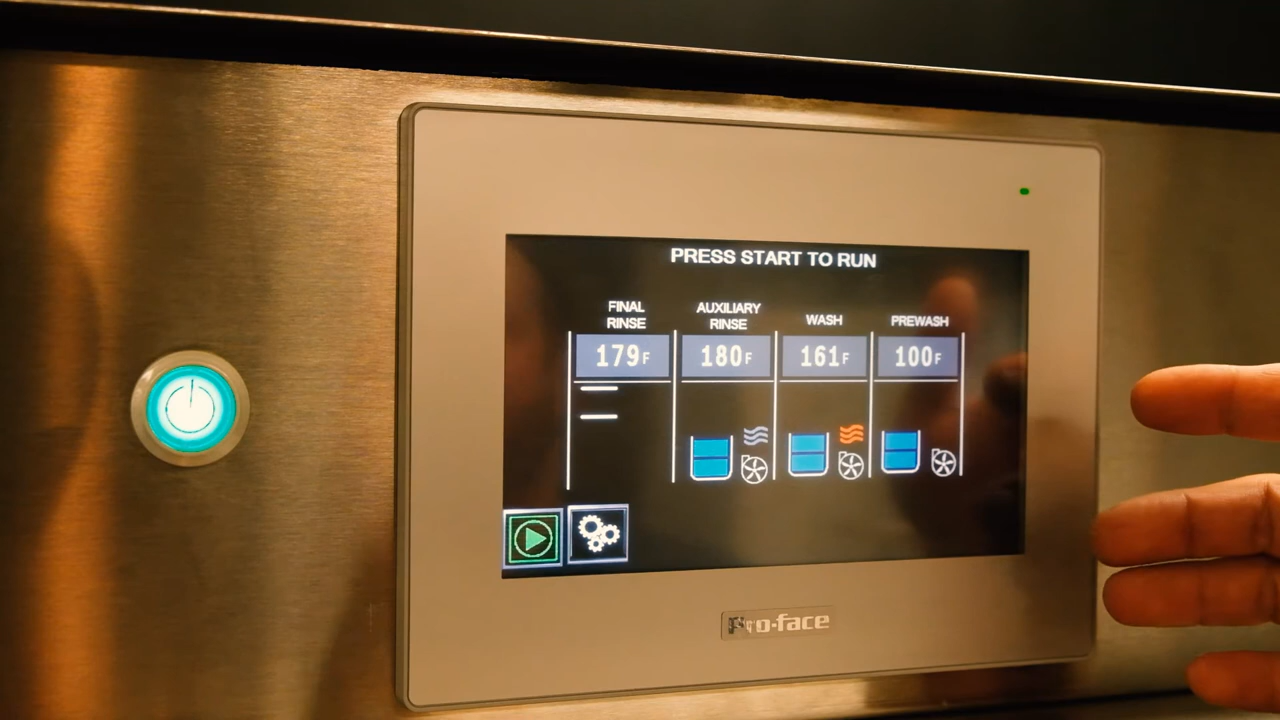 PRESS START TO RUN
FINAL RINSE
AUXILIARY RINSE
WASH
PREWASH
179F
180F
161F
100F
Pro-face